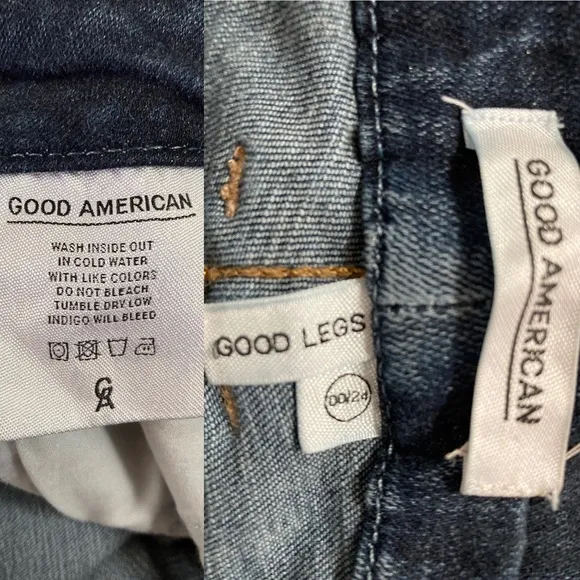 GOOD AMERICAN
WASH INSIDE OUT
IN COLD WATER
WITH LIKE COLORS
DO NOT BLEACH
TUMBLE DRY LOW
INDIGO WILL BLEED
GA
GOOD LEGS
00/24
GOOD AMERICAN